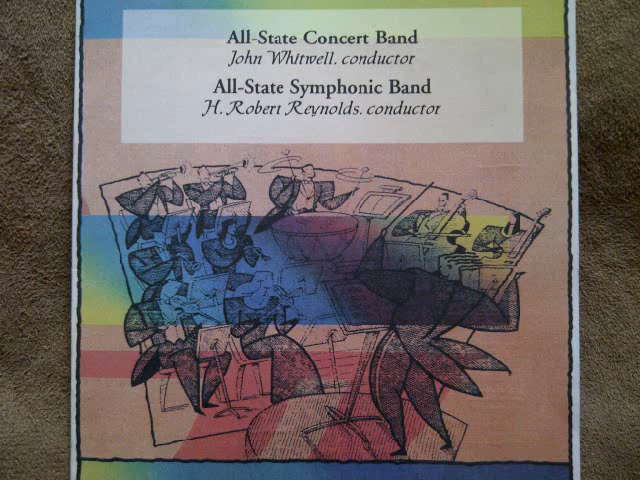 All-State Concert Band
John Whitwell, conductor
All-State Symphonic Band
H. Robert Reynolds, conductor